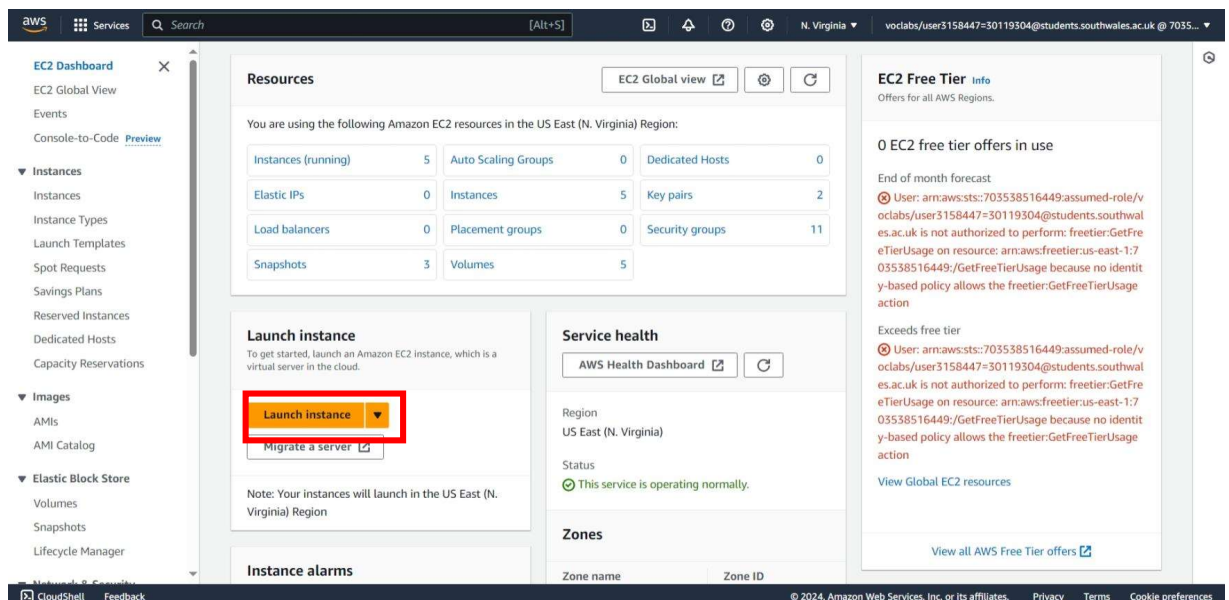 aws
Services
Search
[Alt+S]
N. Virginia
voclabs/user3158447=30119304@students.southwales.ac.uk @ 7035...
EC2 Dashboard
EC2 Global View
Events
Console-to-Code Preview
Instances
Instances
Instance Types
Launch Templates
Spot Requests
Savings Plans
Reserved Instances
Dedicated Hosts
Capacity Reservations
Images
AMIs
AMI Catalog
Elastic Block Store
Volumes
Snapshots
Lifecycle Manager
Network & Security
Resources
EC2 Global view
You are using the following Amazon EC2 resources in the US East (N. Virginia) Region:
Instances (running) 5 Auto Scaling Groups 0 Dedicated Hosts 0
Elastic IPs 0 Instances 5 Key pairs 2
Load balancers 0 Placement groups 0 Security groups 11
Snapshots 3 Volumes 5
Launch instance
To get started, launch an Amazon EC2 instance, which is a
virtual server in the cloud.
Launch instance
Migrate a server
Note: Your instances will launch in the US East (N.
Virginia) Region
Instance alarms
Service health
AWS Health Dashboard
Region
US East (N. Virginia)
Status
This service is operating normally.
Zones
Zone name Zone ID
EC2 Free Tier Info
Offers for all AWS Regions.
0 EC2 free tier offers in use
End of month forecast
User: arn:aws:sts::703538516449:assumed-role/v
oclabs/user3158447=30119304@students.southwal
es.ac.uk is not authorized to perform: freetier:GetFre
eTierUsage on resource: arn:aws:freetier:us-east-1:7
03538516449:/GetFreeTierUsage because no identit
y-based policy allows the freetier:GetFreeTierUsage
action
Exceeds free tier
User: arn:aws:sts::703538516449:assumed-role/v
oclabs/user3158447=30119304@students.southwal
es.ac.uk is not authorized to perform: freetier:GetFre
eTierUsage on resource: arn:aws:freetier:us-east-1:7
03538516449:/GetFreeTierUsage because no identit
y-based policy allows the freetier:GetFreeTierUsage
action
View Global EC2 resources
View all AWS Free Tier offers
CloudShell Feedback
© 2024, Amazon Web Services, Inc. or its affiliates. Privacy Terms Cookie preferences